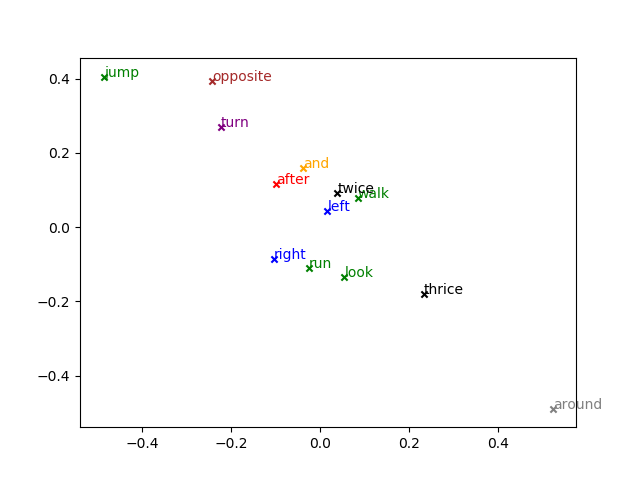 0.4
0.2
0.0
−0.2
−0.4
jump
opposite
turn
and
after
twice
walk
left
right
run
look
thrice
around
−0.4
−0.2
0.0
0.2
0.4